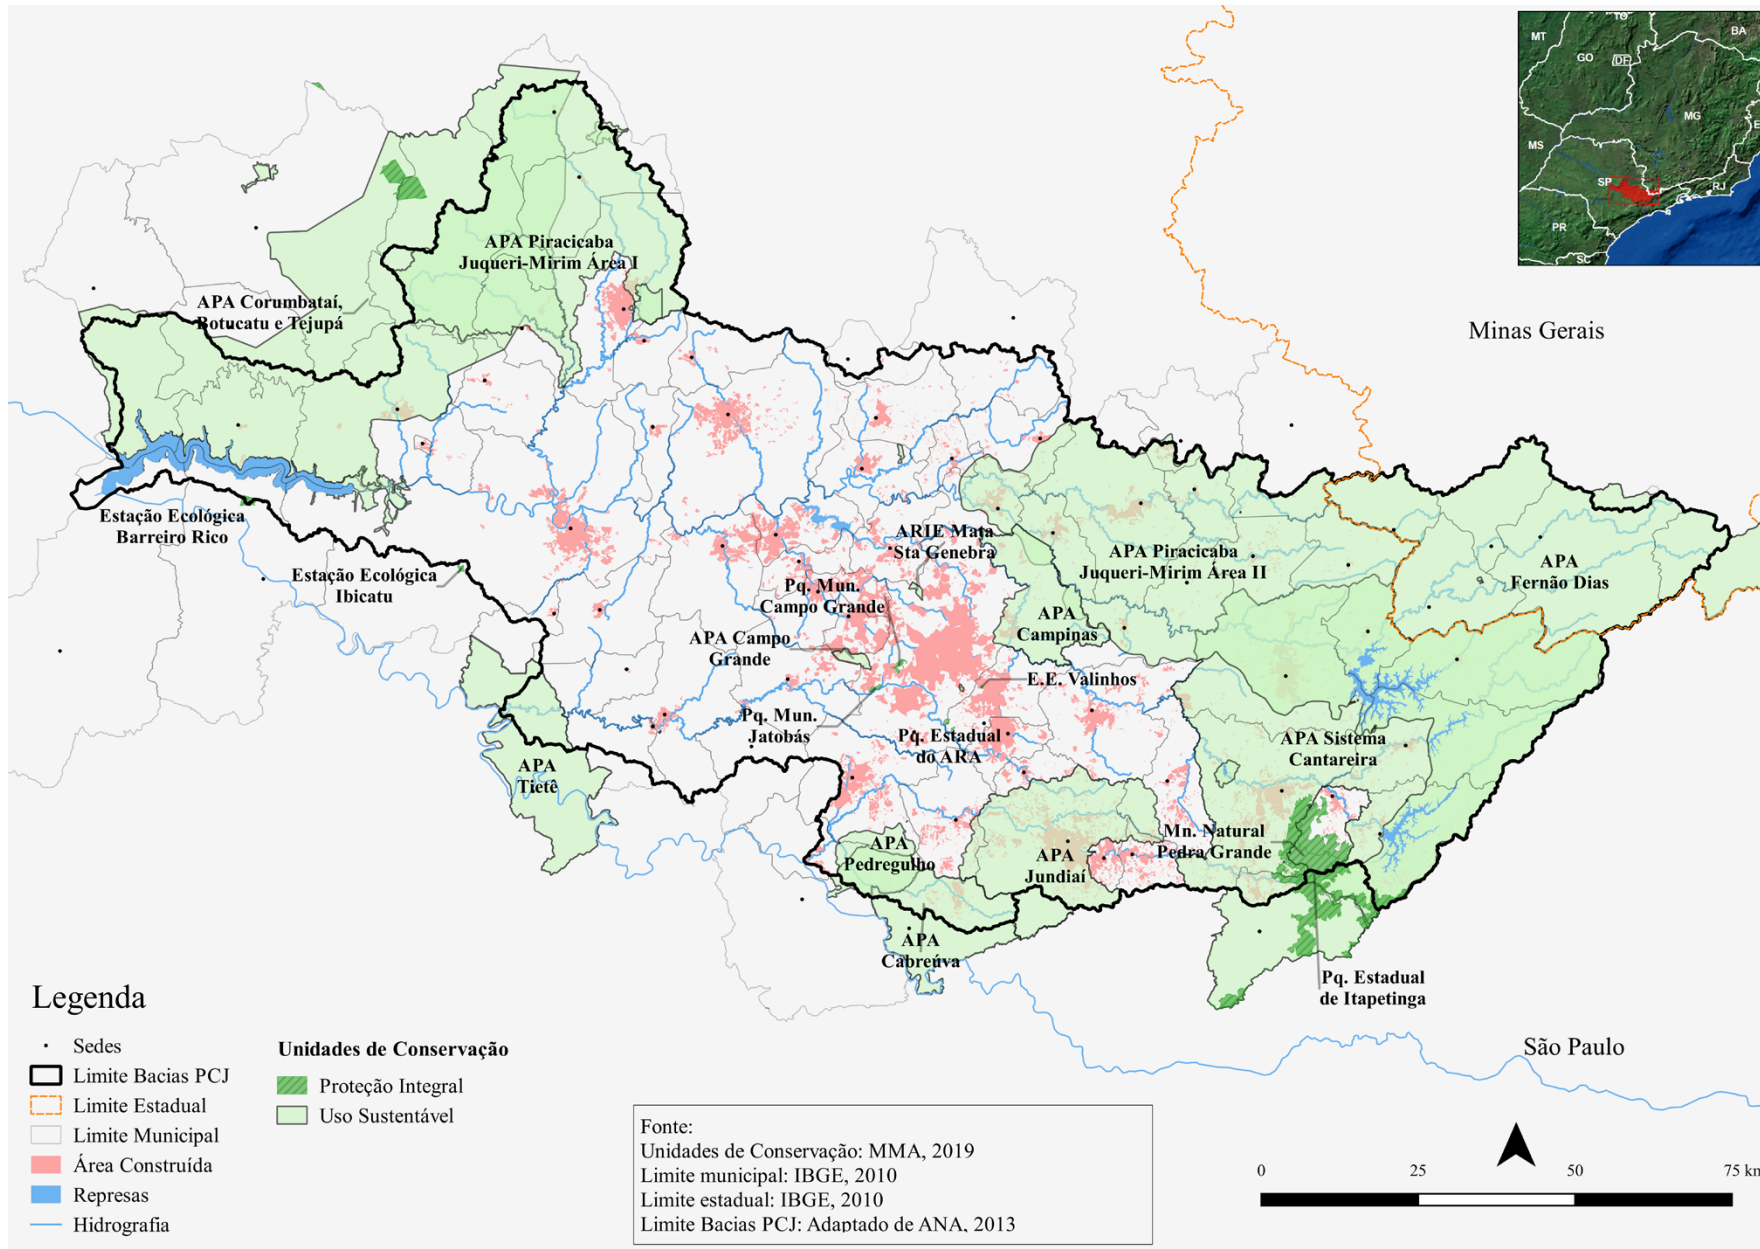 TO
BA
MT
GO
DF
MG
E
MS
SP
RJ
PR
SC
APA Piracicaba
Juqueri-Mirim Área I
APA Corumbataí,
Botucatu e Tejupá
Minas Gerais
Estação Ecológica
Barreiro Rico
ARIE Mata
Sta Genebra
APA Piracicaba
Juqueri-Mirim Área II
APA
Fernão Dias
Estação Ecológica
Ibicatu
Pq. Mun.
Campo Grande
APA
Campinas
APA Campo
Grande
E.E. Valinhos
Pq. Mun.
Jatobás
Pq. Estadual
do ARA
APA Sistema
Cantareira
APA
Tietê
APA
Pedregulho
APA
Jundiaí
Mn. Natural
Pedra Grande
APA
Cabreúva
Pq. Estadual
de Itapetinga
São Paulo
Legenda
Sedes
Limite Bacias PCJ
Limite Estadual
Limite Municipal
Área Construída
Represas
Hidrografia
Unidades de Conservação
Proteção Integral
Uso Sustentável
Fonte:
Unidades de Conservação: MMA, 2019
Limite municipal: IBGE, 2010
Limite estadual: IBGE, 2010
Limite Bacias PCJ: Adaptado de ANA, 2013
0 25 50 75 km